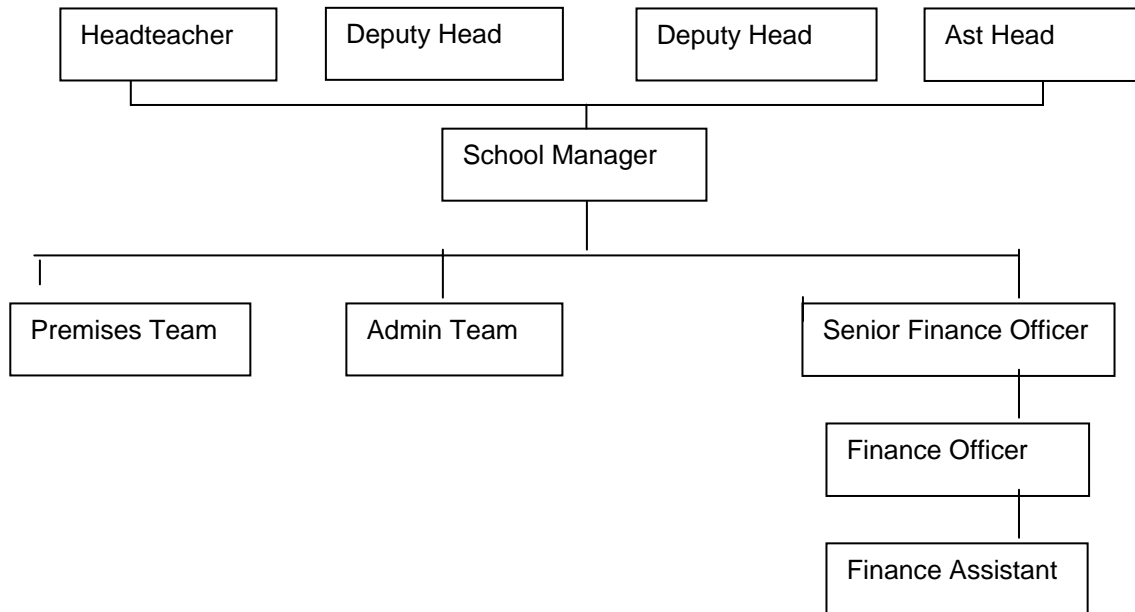 Headteacher
Deputy Head
Deputy Head
Ast Head
School Manager
Premises Team
Admin Team
Senior Finance Officer
Finance Officer
Finance Assistant